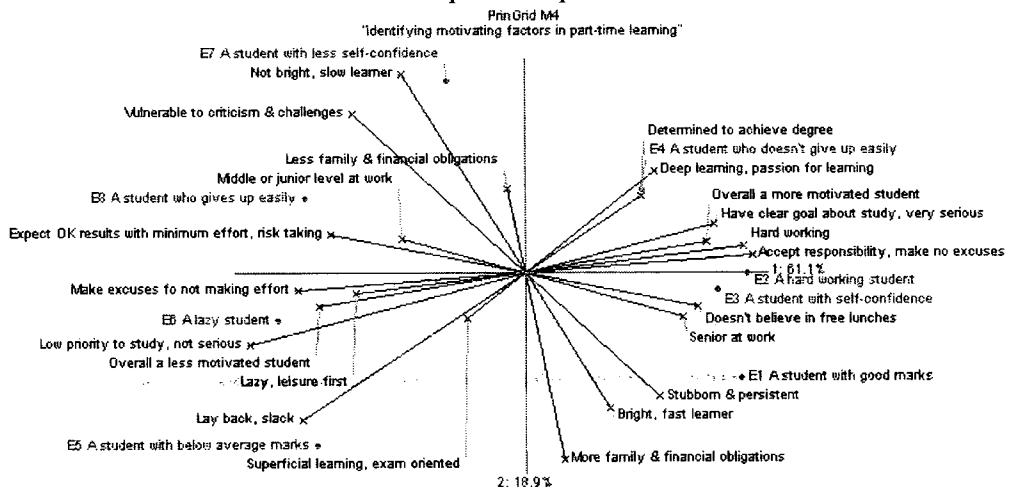 PrinGrid M4
"Identifying motivating factors in part-time learning"
E7 A student with less self-confidence
Not bright, slow learner
Vulnerable to criticism & challenges
Determined to achieve degree
E4 A student who doesn't give up easily
Less family & financial obligations
Deep learning, passion for learning
Middle or junior level at work
E8 A student who gives up easily
Overall a more motivated student
Have clear goal about study, very serious
Expect OK results with minimum effort, risk taking
Hard working
Accept responsibility, make no excuses
1: 61.1%
E2 A hard working student
Make excuses fo not making effort
E3 A student with self-confidence
E6 A lazy student
Doesn't believe in free lunches
Low priority to study, not serious
Senior at work
Overall a less motivated student
Lazy, leisure first
E1 A student with good marks
Stubborn & persistent
Lay back, slack
Bright, fast learner
E5 A student with below average marks
Superficial learning, exam oriented
More family & financial obligations
2: 18.9%